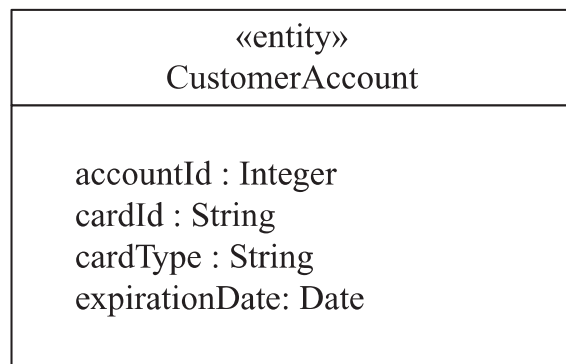 «entity»
CustomerAccount
accountId : Integer
cardId : String
cardType : String
expirationDate: Date